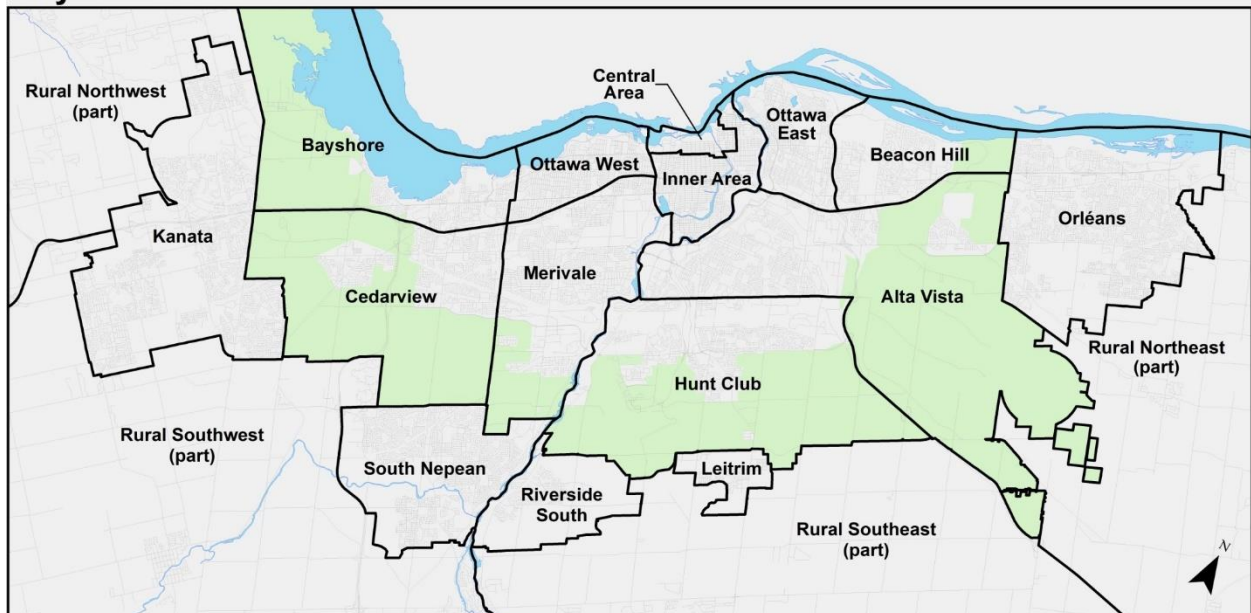 Central
Area
Rural Northwest
(part)
Ottawa
East
Bayshore
Ottawa West
Beacon Hill
Inner Area
Kanata
Orléans
Merivale
Cedarview
Alta Vista
Rural Northeast
(part)
Hunt Club
Rural Southwest
(part)
South Nepean
Leitrim
Riverside
South
Rural Southeast
(part)
N